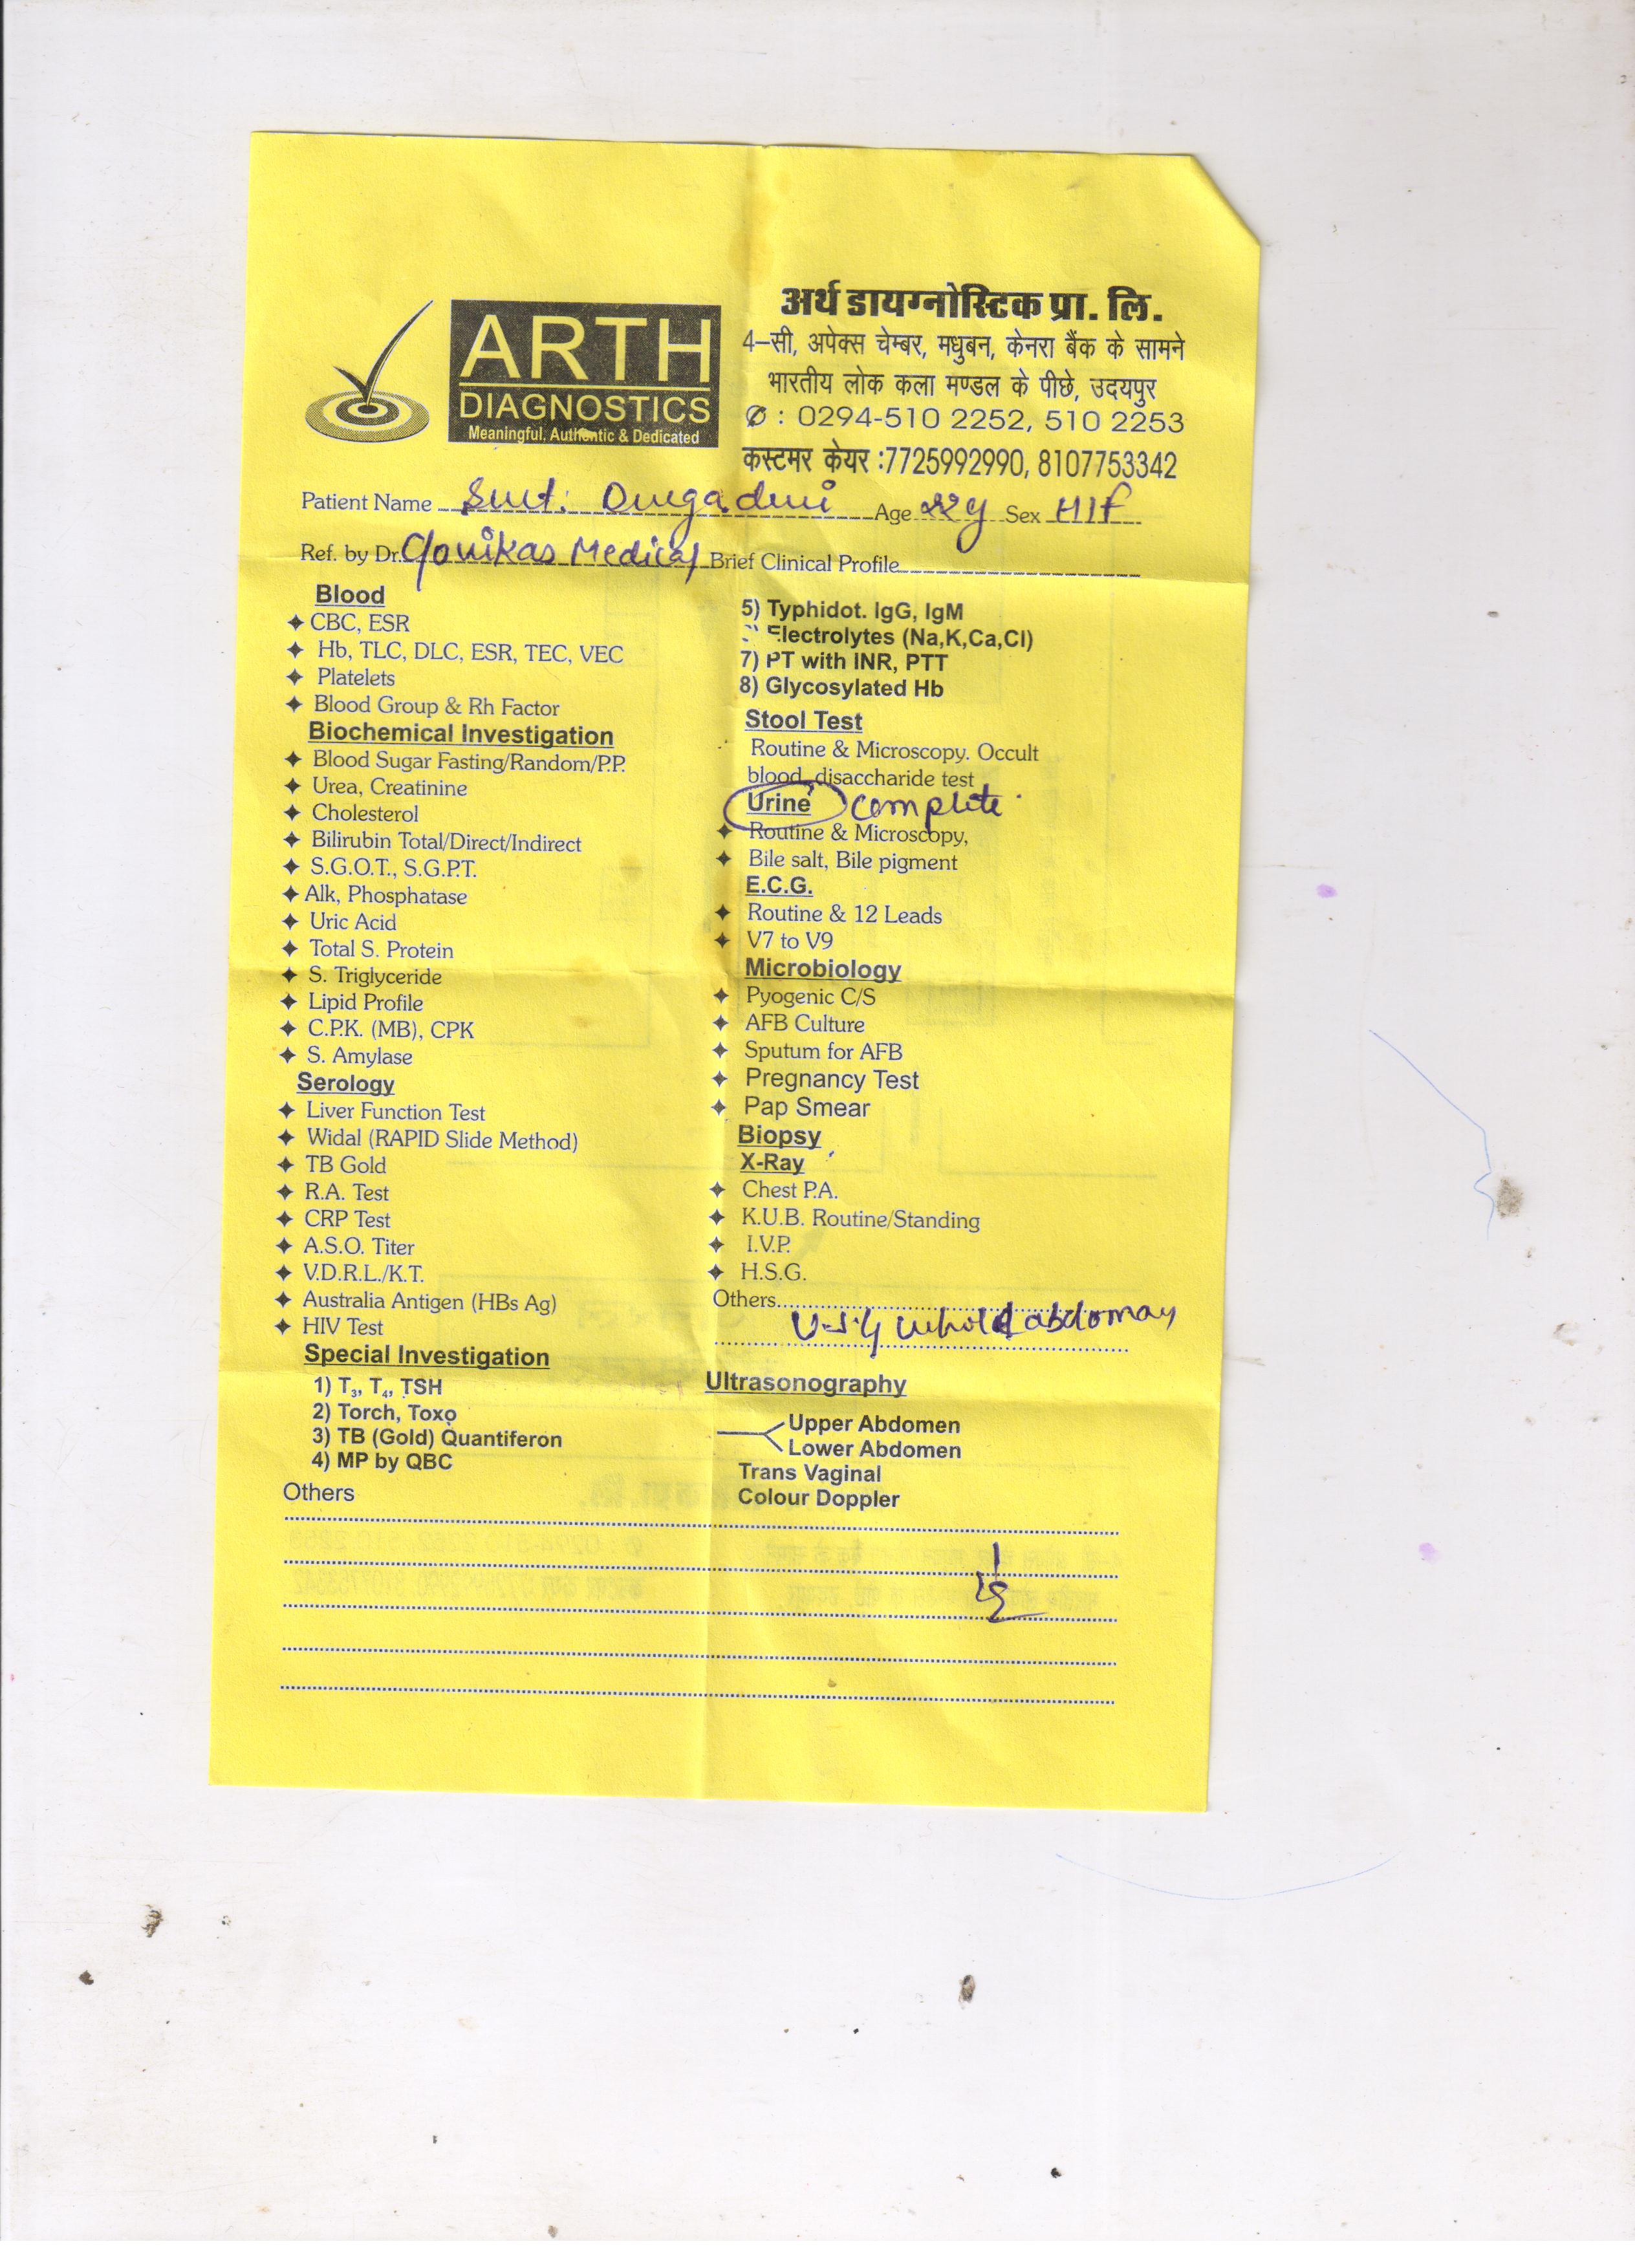 ARTH
DIAGNOSTICS
Meaningful, Authentic & Dedicated
अर्थ डायग्नोस्टिक प्रा. लि.
4–सी, अपेक्स चेम्बर, मधुबन, केनरा बैंक के सामने
भारतीय लोक कला मण्डल के पीछे, उदयपुर
✆ : 0294-510 2252, 510 2253
कस्टमर केयर :7725992990, 8107753342
Patient Name Smt. Durga devi Age y Sex H/F
Ref. by Dr. Medical Brief Clinical Profile
Blood
✦ CBC, ESR
✦ Hb, TLC, DLC, ESR, TEC, VEC
✦ Platelets
✦ Blood Group & Rh Factor
Biochemical Investigation
✦ Blood Sugar Fasting/Random/P.P.
✦ Urea, Creatinine
✦ Cholesterol
✦ Bilirubin Total/Direct/Indirect
✦ S.G.O.T., S.G.P.T.
✦ Alk, Phosphatase
✦ Uric Acid
✦ Total S. Protein
✦ S. Triglyceride
✦ Lipid Profile
✦ C.P.K. (MB), CPK
✦ S. Amylase
Serology
✦ Liver Function Test
✦ Widal (RAPID Slide Method)
✦ TB Gold
✦ R.A. Test
✦ CRP Test
✦ A.S.O. Titer
✦ V.D.R.L./K.T.
✦ Australia Antigen (HBs Ag)
✦ HIV Test
Special Investigation
1) T₃, T₄, TSH
2) Torch, Toxo
3) TB (Gold) Quantiferon
4) MP by QBC
5) Typhidot. IgG, IgM
Electrolytes (Na,K,Ca,Cl)
7) PT with INR, PTT
8) Glycosylated Hb
Stool Test
Routine & Microscopy. Occult
blood, disaccharide test
Urine complete
✦ Routine & Microscopy,
✦ Bile salt, Bile pigment
E.C.G.
✦ Routine & 12 Leads
✦ V7 to V9
Microbiology
✦ Pyogenic C/S
✦ AFB Culture
✦ Sputum for AFB
✦ Pregnancy Test
✦ Pap Smear
Biopsy
X-Ray
✦ Chest P.A.
✦ K.U.B. Routine/Standing
✦ I.V.P.
✦ H.S.G.
Others
U.S.G whole abdomay
Ultrasonography
Upper Abdomen
Lower Abdomen
Trans Vaginal
Colour Doppler
Others